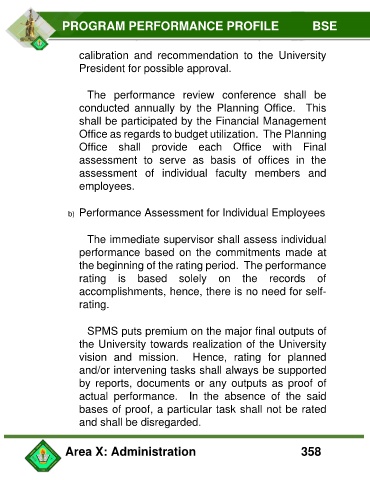 PROGRAM PERFORMANCE PROFILE BSE
calibration and recommendation to the University
President for possible approval.
The performance review conference shall be
conducted annually by the Planning Office. This
shall be participated by the Financial Management
Office as regards to budget utilization. The Planning
Office shall provide each Office with Final
assessment to serve as basis of offices in the
assessment of individual faculty members and
employees.
b) Performance Assessment for Individual Employees
The immediate supervisor shall assess individual
performance based on the commitments made at
the beginning of the rating period. The performance
rating is based solely on the records of
accomplishments, hence, there is no need for self-
rating.
SPMS puts premium on the major final outputs of
the University towards realization of the University
vision and mission. Hence, rating for planned
and/or intervening tasks shall always be supported
by reports, documents or any outputs as proof of
actual performance. In the absence of the said
bases of proof, a particular task shall not be rated
and shall be disregarded.
Area X: Administration 358